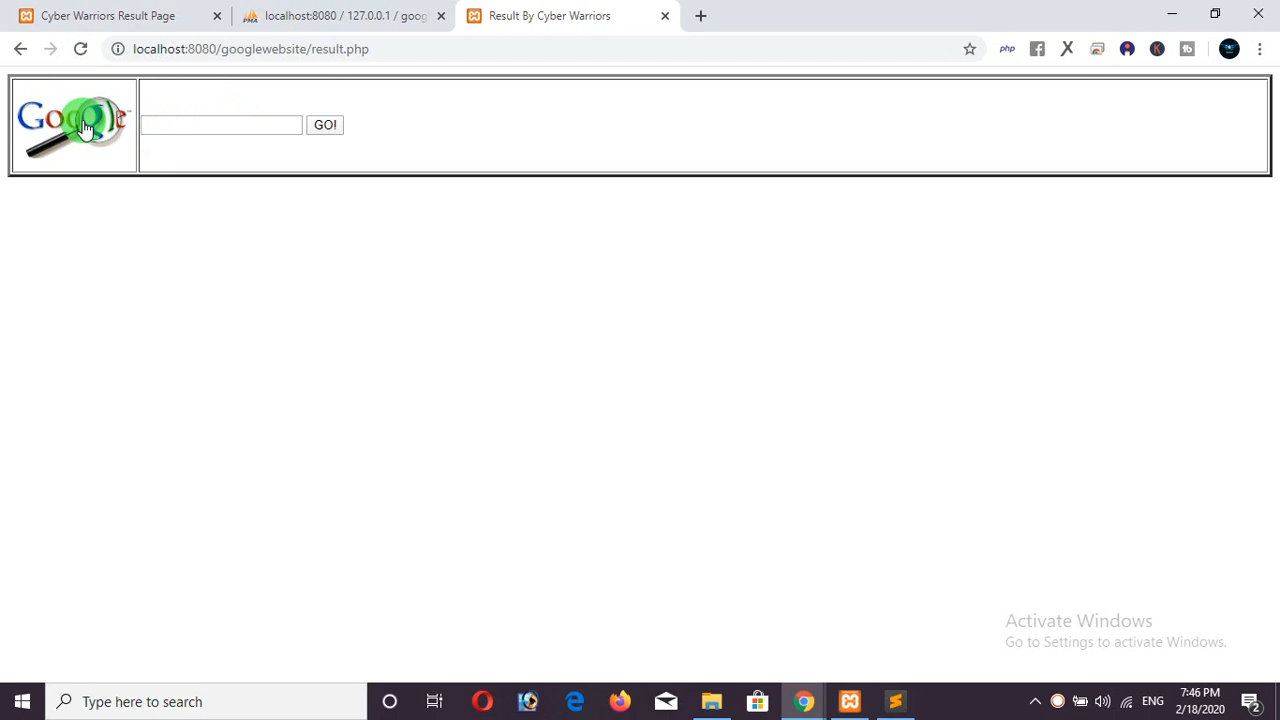 Cyber Warriors Result Page
localhost:8080 / 127.0.0.1 / goog
Result By Cyber Warriors
localhost:8080/googlewebsite/result.php
php
Google
GO!
Activate Windows
Go to Settings to activate Windows.
Type here to search
ENG
7:46 PM
2/18/2020
2